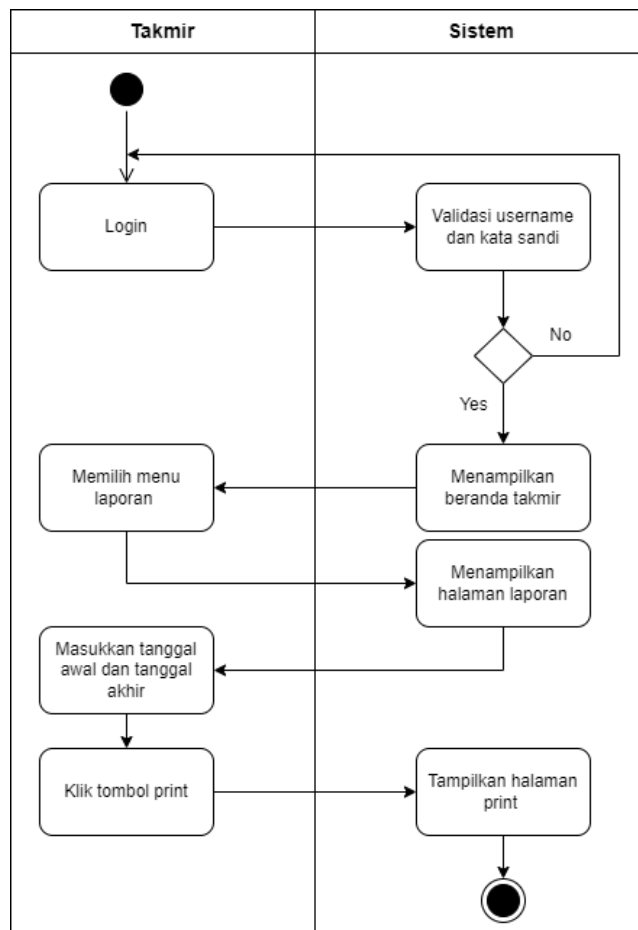 Takmir
Sistem
Login
Validasi username
dan kata sandi
No
Yes
Memilih menu
laporan
Menampilkan
beranda takmir
Menampilkan
halaman laporan
Masukkan tanggal
awal dan tanggal
akhir
Klik tombol print
Tampilkan halaman
print